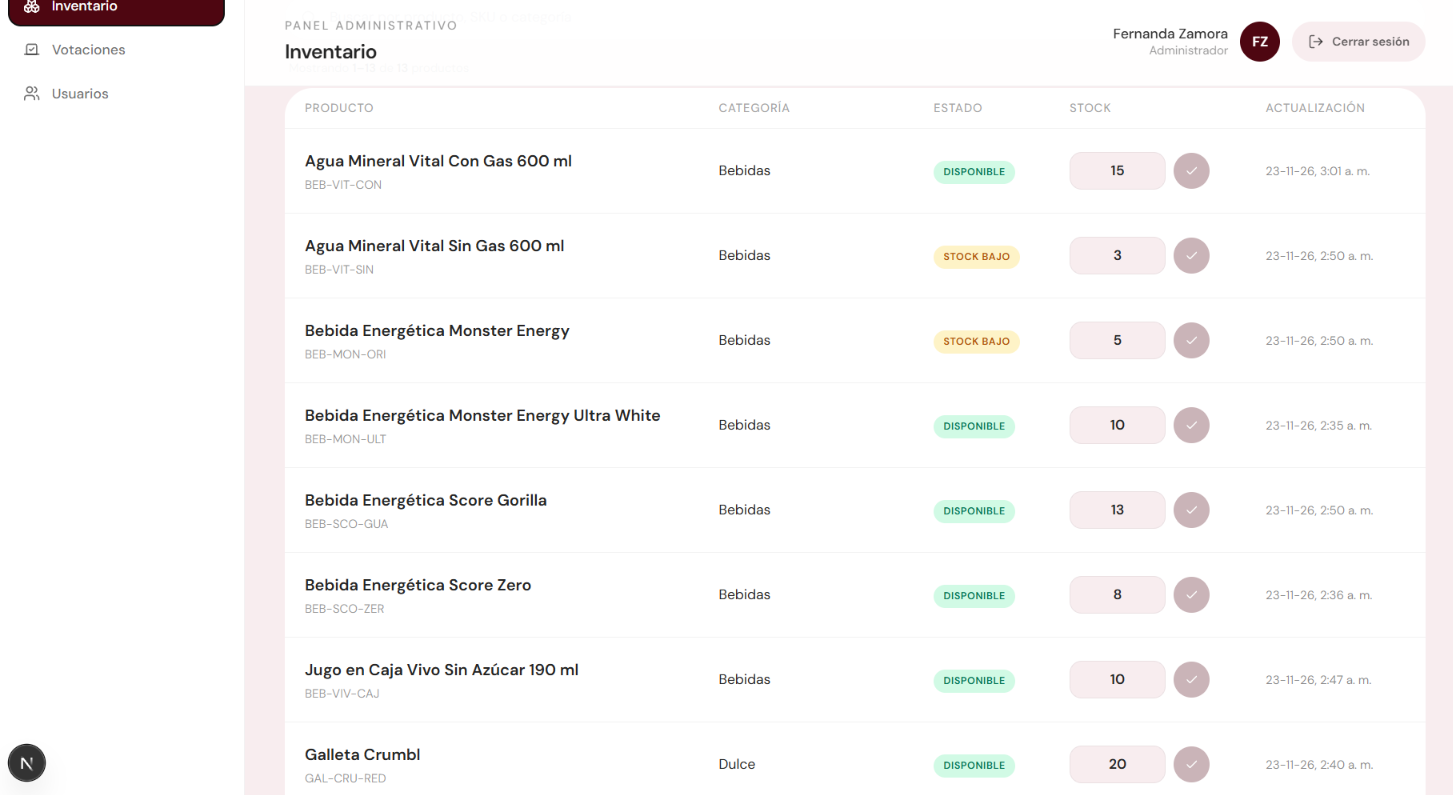 Inventario
Votaciones
Usuarios
PANEL ADMINISTRATIVO
Inventario
Fernanda Zamora
Administrador
FZ
Cerrar sesión
PRODUCTO CATEGORÍA ESTADO STOCK ACTUALIZACIÓN
Agua Mineral Vital Con Gas 600 ml
BEB-VIT-CON
Bebidas DISPONIBLE 15 23-11-26, 3:01 a. m.
Agua Mineral Vital Sin Gas 600 ml
BEB-VIT-SIN
Bebidas STOCK BAJO 3 23-11-26, 2:50 a. m.
Bebida Energética Monster Energy
BEB-MON-ORI
Bebidas STOCK BAJO 5 23-11-26, 2:50 a. m.
Bebida Energética Monster Energy Ultra White
BEB-MON-ULT
Bebidas DISPONIBLE 10 23-11-26, 2:35 a. m.
Bebida Energética Score Gorilla
BEB-SCO-GUA
Bebidas DISPONIBLE 13 23-11-26, 2:50 a. m.
Bebida Energética Score Zero
BEB-SCO-ZER
Bebidas DISPONIBLE 8 23-11-26, 2:36 a. m.
Jugo en Caja Vivo Sin Azúcar 190 ml
BEB-VIV-CAJ
Bebidas DISPONIBLE 10 23-11-26, 2:47 a. m.
Galleta Crumbl
GAL-CRU-RED
Dulce DISPONIBLE 20 23-11-26, 2:40 a. m.
N